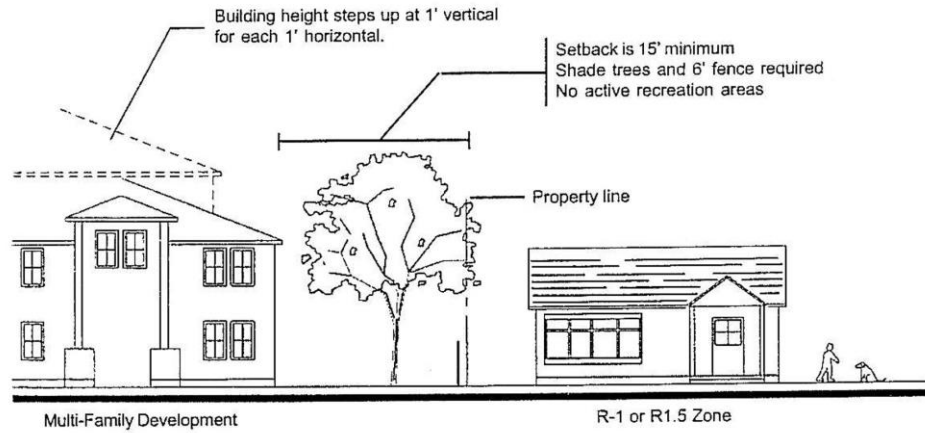 Building height steps up at 1' vertical
for each 1' horizontal.
Setback is 15' minimum
Shade trees and 6' fence required
No active recreation areas
Property line
Multi-Family Development
R-1 or R1.5 Zone